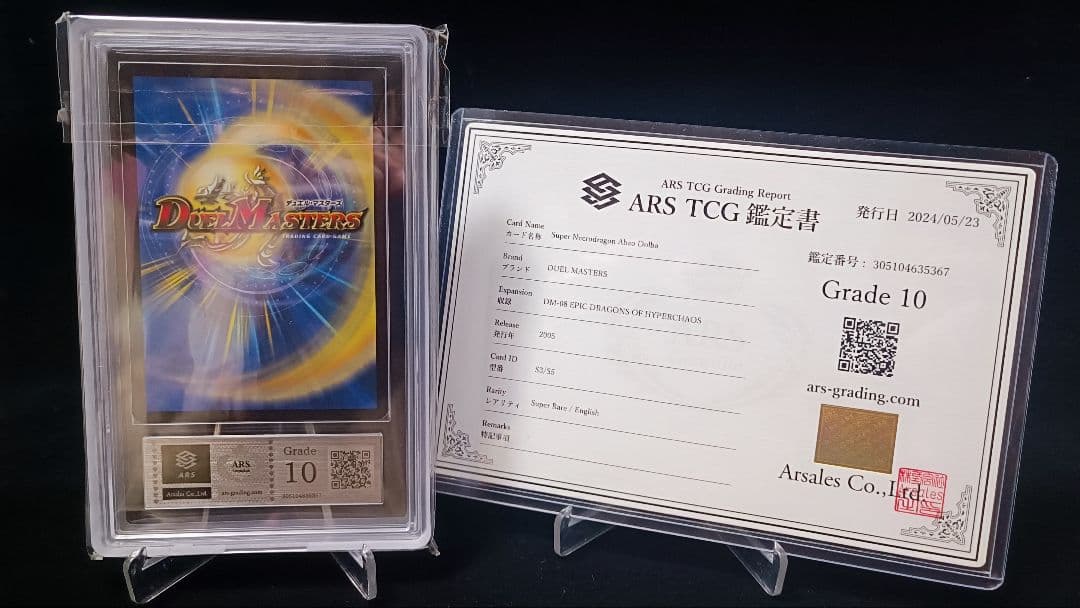 デュエル・マスターズ
DUEL MASTERS
TRADING CARD GAME
ARS
Arsales Co.,Ltd.
ARS
ars-grading.com
Grade
10
305104635367
ARS TCG Grading Report
ARS TCG 鑑定書
発行日 2024/05/23
鑑定番号: 305104635367
Grade 10
Card Name
カード名称 Super Necrodragon Abzo Dolba
Brand
ブランド DUEL MASTERS
Expansion
収録 DM-08 EPIC DRAGONS OF HYPERCHAOS
Release
発行年 2005
Card ID
型番 S3/S5
Rarity
レアリティ Super Rare / English
Remarks
特記事項
ars-grading.com
Arsales Co.,Ltd.